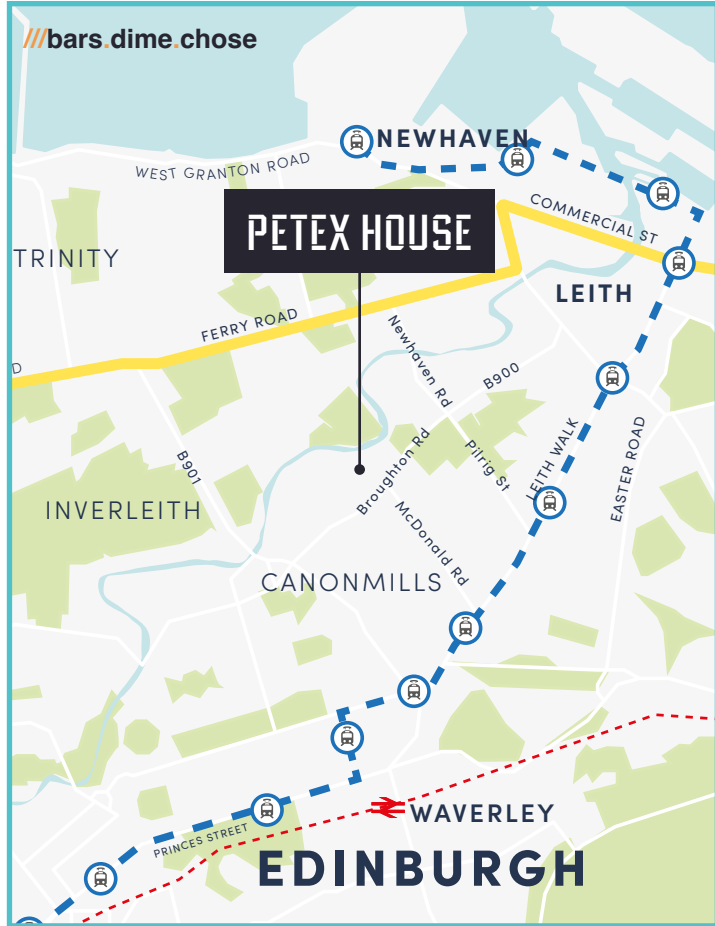 ///bars.dime.chose
NEWHAVEN
WEST GRANTON ROAD
COMMERCIAL ST
PETEX HOUSE
TRINITY
LEITH
FERRY ROAD
D
Newhaven Rd
B900
B901
Broughton Rd
Pilrig St
LEITH WALK
EASTER ROAD
INVERLEITH
McDonald Rd
CANONMILLS
WAVERLEY
PRINCES STREET
EDINBURGH